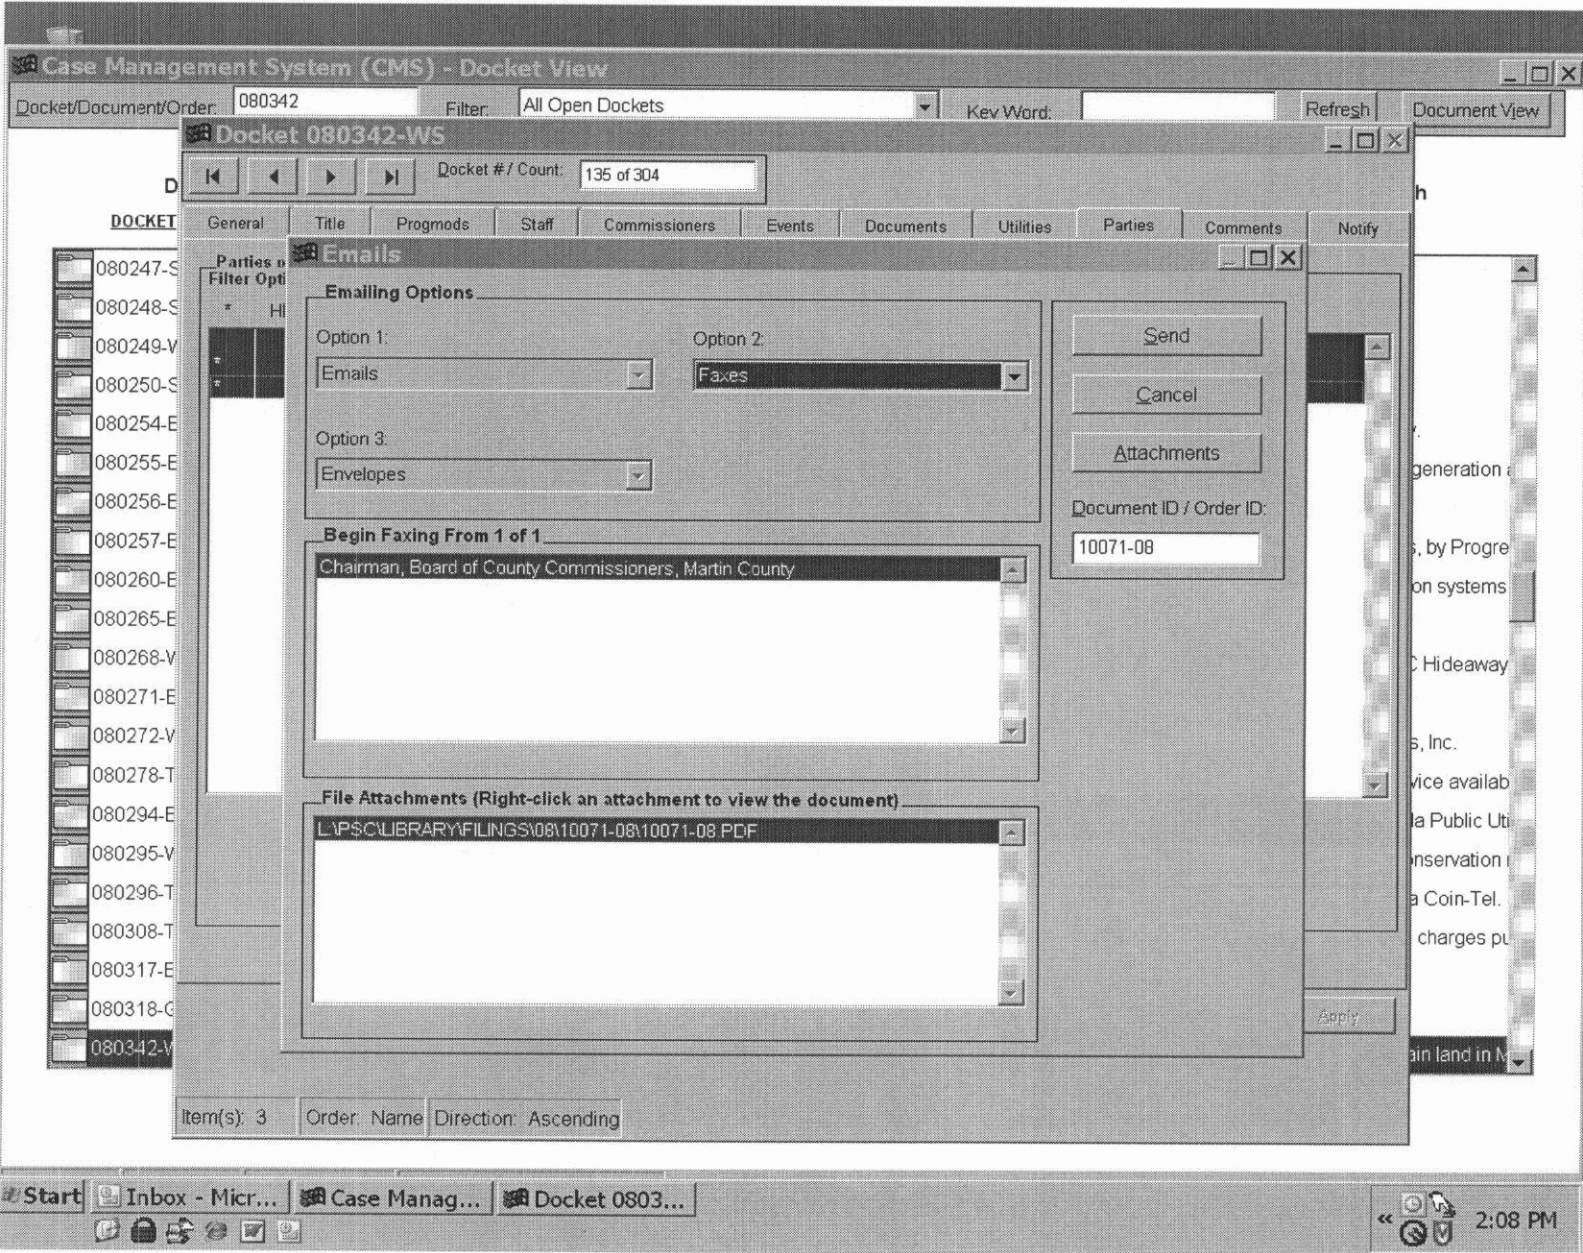 Case Management System (CMS) - Docket View
Docket/Document/Order: 080342 Filter: All Open Dockets Key Word: Refresh Document View
Docket 080342-WS
Docket # / Count: 135 of 304
D h
DOCKET General Title Progmods Staff Commissioners Events Documents Utilities Parties Comments Notify
Parties o
Filter Opti
* HI
*
*
Emails
Emailing Options
Option 1: Option 2:
Emails Faxes
Option 3:
Envelopes
Send
Cancel
Attachments
Document ID / Order ID:
10071-08
Begin Faxing From 1 of 1
Chairman, Board of County Commissioners, Martin County
File Attachments (Right-click an attachment to view the document)
L:\PSC\LIBRARY\FILINGS\08\10071-08\10071-08.PDF
080247-S
080248-S
080249-W
080250-S
080254-E
080255-E generation a
080256-E
080257-E s, by Progre
080260-E on systems
080265-E
080268-W C Hideaway
080271-E
080272-W s, Inc.
080278-T vice availab
080294-E la Public Uti
080295-W onservation
080296-T a Coin-Tel.
080308-T charges pu
080317-E
080318-G
Apply
080342-W ain land in M
Item(s): 3 Order: Name Direction: Ascending
Start Inbox - Micr... Case Manag... Docket 0803... « 2:08 PM